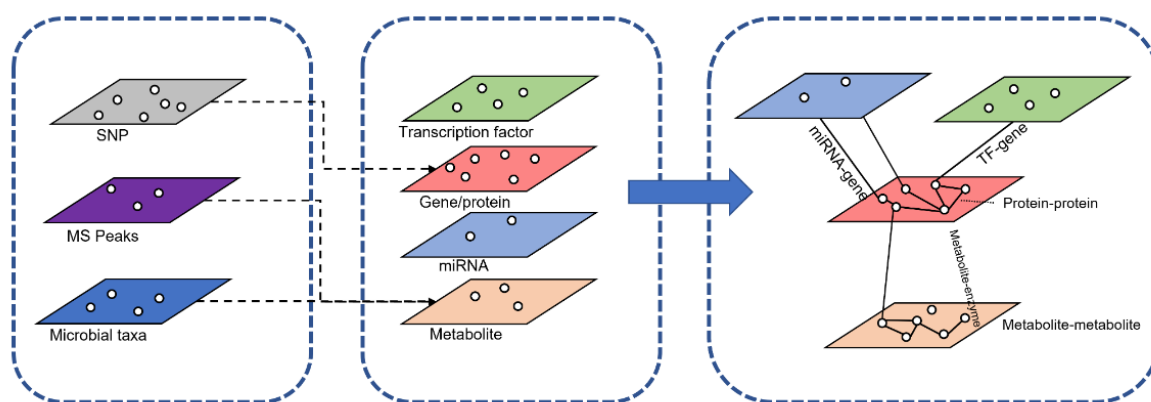 SNP
MS Peaks
Microbial taxa
Transcription factor
Gene/protein
miRNA
Metabolite
miRNA-gene
TF-gene
Protein-protein
Metabolite-enzyme
Metabolite-metabolite